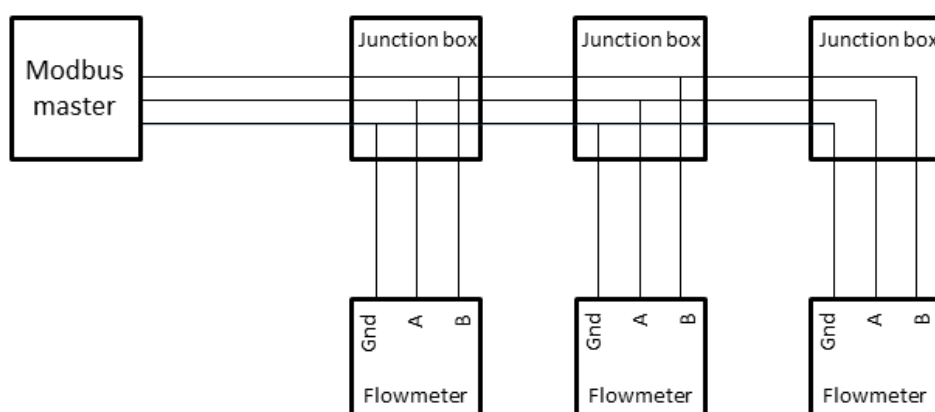 Modbus
master
Junction box
Junction box
Junction box
Gnd
A
B
Flowmeter
Gnd
A
B
Flowmeter
Gnd
A
B
Flowmeter